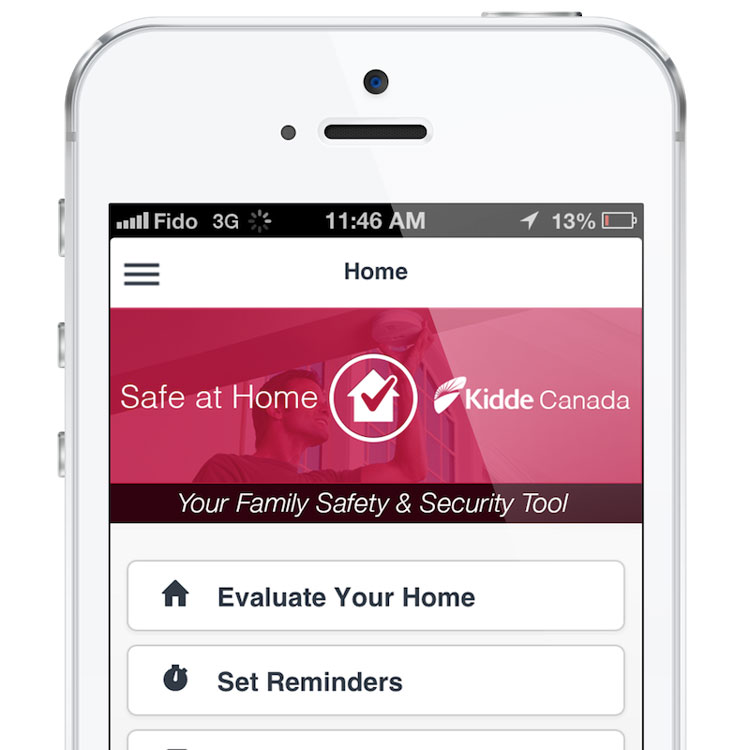 Fido 3G 11:46 AM 13%
Home
Safe at Home Kidde Canada
Your Family Safety & Security Tool
Evaluate Your Home
Set Reminders